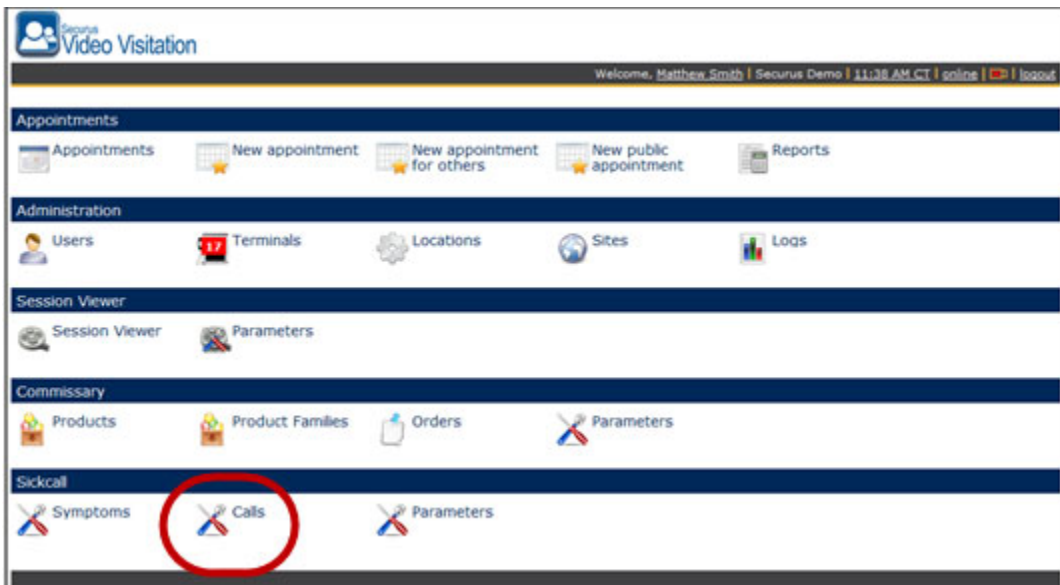 Securus
Video Visitation
Welcome, Matthew Smith | Securus Demo | 11:38 AM CT | online | | logout
Appointments
Appointments New appointment New appointment for others New public appointment Reports
Administration
Users 17 Terminals Locations Sites Logs
Session Viewer
Session Viewer Parameters
Commissary
Products Product Families Orders Parameters
Sickcall
Symptoms Calls Parameters